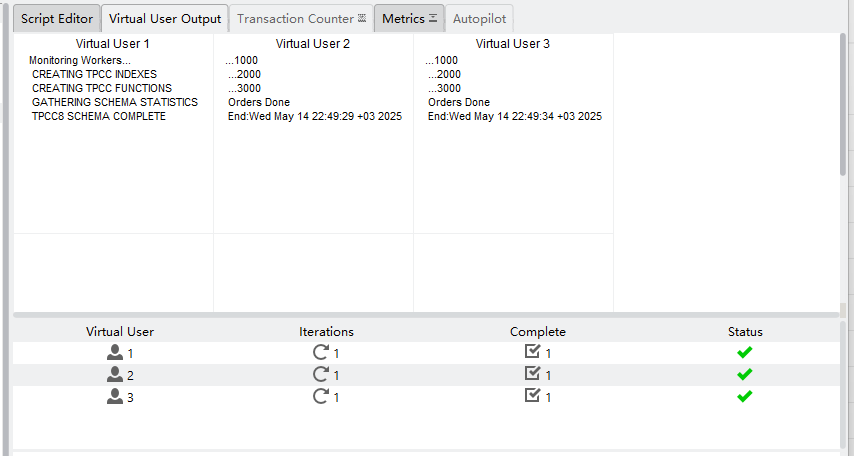 Script Editor Virtual User Output Transaction Counter Metrics Autopilot
Virtual User 1 Virtual User 2 Virtual User 3
Monitoring Workers... ...1000 ...1000
CREATING TPCC INDEXES ...2000 ...2000
CREATING TPCC FUNCTIONS ...3000 ...3000
GATHERING SCHEMA STATISTICS Orders Done Orders Done
TPCC8 SCHEMA COMPLETE End:Wed May 14 22:49:29 +03 2025 End:Wed May 14 22:49:34 +03 2025
Virtual User Iterations Complete Status
1 1 1
2 1 1
3 1 1